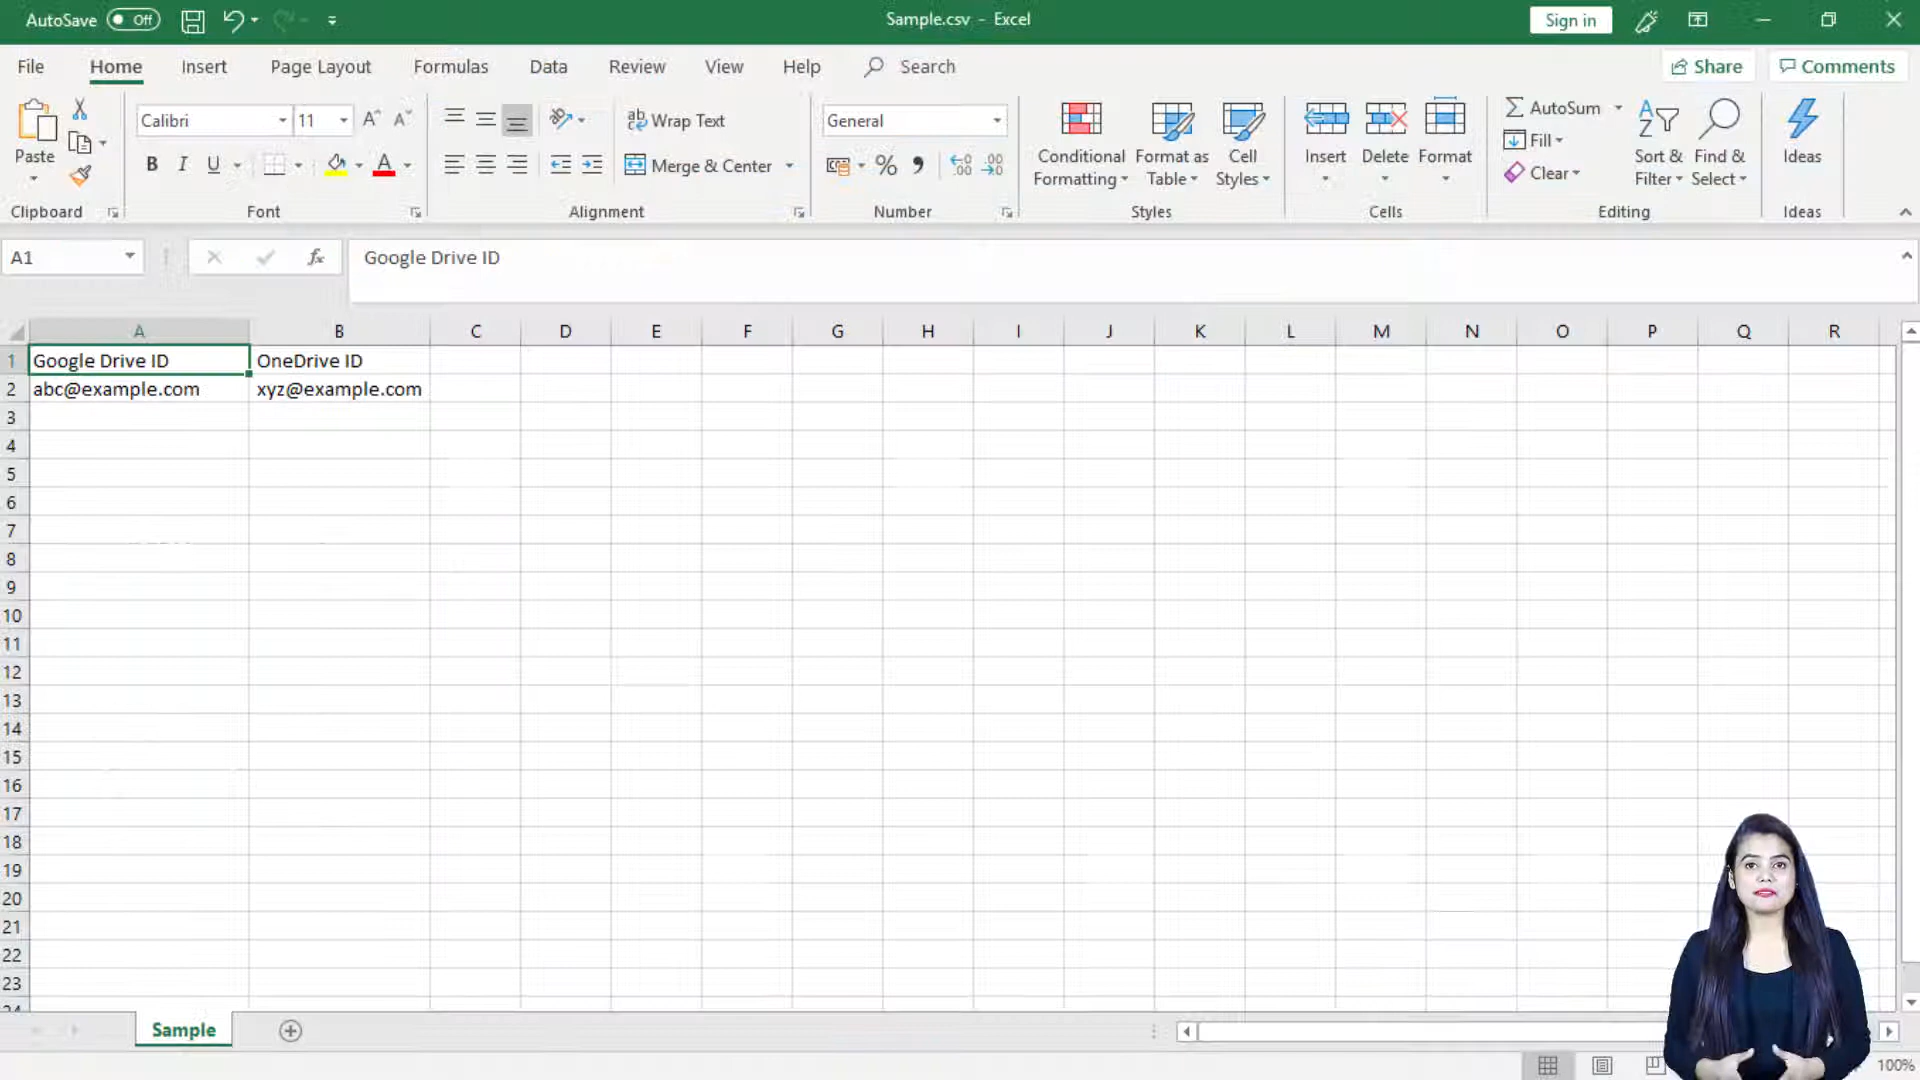 AutoSave Off Sample.csv - Excel Sign in
File Home Insert Page Layout Formulas Data Review View Help Search Share Comments
Paste
Clipboard
Calibri 11
B I U A
Font
ab Wrap Text
Merge & Center
Alignment
General
% , .00
Number
Conditional Formatting
Format as Table
Cell Styles
Styles
Insert Delete Format
Cells
AutoSum
Fill
Clear
Sort & Filter
Find & Select
Editing
Ideas
Ideas
A1 fx Google Drive ID
A B C D E F G H I J K L M N O P Q R
1 Google Drive ID OneDrive ID
2 abc@example.com xyz@example.com
3
4
5
6
7
8
9
10
11
12
13
14
15
16
17
18
19
20
21
22
23
Sample
100%